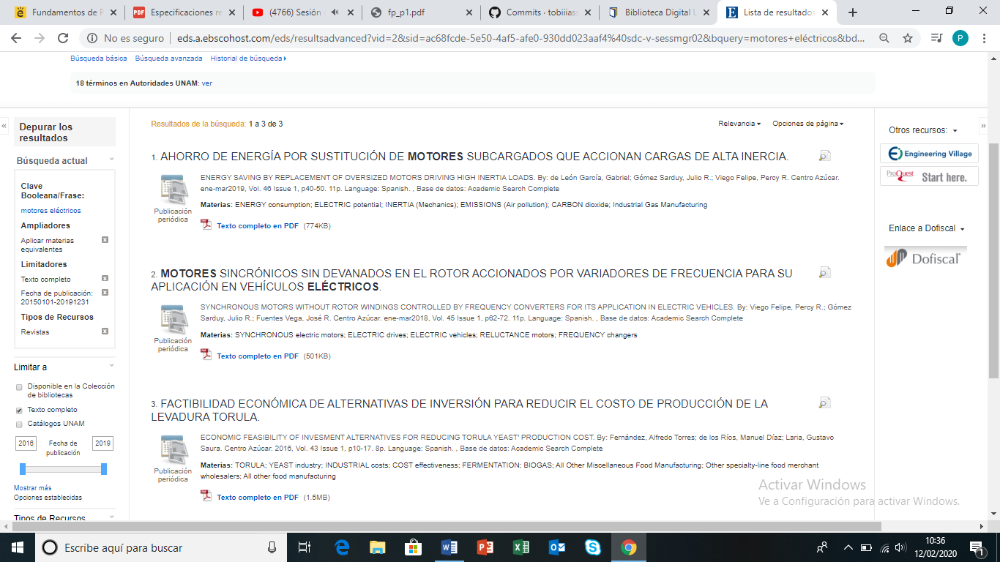 Fundamentos de P
Especificaciones re
(4766) Sesión
fp_p1.pdf
Commits · tobiiias
Biblioteca Digital U
Lista de resultados
No es seguro | eds.a.ebscohost.com/eds/resultsadvanced?vid=2&sid=ac68fcde-5e50-4af5-afe0-930dd023aaf4%40sdc-v-sessmgr02&bquery=motores+eléctricos&bd...
P
Búsqueda básica Búsqueda avanzada Historial de búsqueda
18 términos en Autoridades UNAM: ver
«
Depurar los
resultados
Búsqueda actual
Clave
Booleana/Frase:
motores eléctricos
Ampliadores
Aplicar materias
equivalentes
Limitadores
Texto completo
Fecha de publicación:
20150101-20191231
Tipos de Recursos
Revistas
Limitar a
Disponible en la Colección
de bibliotecas
Texto completo
Catálogos UNAM
2016 Fecha de 2019
publicación
Mostrar más
Opciones establecidas
Tipos de Recursos
Resultados de la búsqueda: 1 a 3 de 3
Relevancia Opciones de página
1. AHORRO DE ENERGÍA POR SUSTITUCIÓN DE MOTORES SUBCARGADOS QUE ACCIONAN CARGAS DE ALTA INERCIA.
ENERGY SAVING BY REPLACEMENT OF OVERSIZED MOTORS DRIVING HIGH INERTIA LOADS. By: de León García, Gabriel; Gómez Sarduy, Julio R.; Viego Felipe, Percy R. Centro Azúcar.
ene-mar2019, Vol. 46 Issue 1, p40-50. 11p. Language: Spanish. , Base de datos: Academic Search Complete
Materias: ENERGY consumption; ELECTRIC potential; INERTIA (Mechanics); EMISSIONS (Air pollution); CARBON dioxide; Industrial Gas Manufacturing
Publicación
periódica
Texto completo en PDF (774KB)
2. MOTORES SINCRÓNICOS SIN DEVANADOS EN EL ROTOR ACCIONADOS POR VARIADORES DE FRECUENCIA PARA SU
APLICACIÓN EN VEHÍCULOS ELÉCTRICOS.
SYNCHRONOUS MOTORS WITHOUT ROTOR WINDINGS CONTROLLED BY FREQUENCY CONVERTERS FOR ITS APPLICATION IN ELECTRIC VEHICLES. By: Viego Felipe, Percy R.; Gómez
Sarduy, Julio R.; Fuentes Vega, José R. Centro Azúcar. ene-mar2018, Vol. 45 Issue 1, p62-72. 11p. Language: Spanish. , Base de datos: Academic Search Complete
Materias: SYNCHRONOUS electric motors; ELECTRIC drives; ELECTRIC vehicles; RELUCTANCE motors; FREQUENCY changers
Publicación
periódica
Texto completo en PDF (501KB)
3. FACTIBILIDAD ECONÓMICA DE ALTERNATIVAS DE INVERSIÓN PARA REDUCIR EL COSTO DE PRODUCCIÓN DE LA
LEVADURA TORULA.
ECONOMIC FEASIBILITY OF INVESMENT ALTERNATIVES FOR REDUCING TORULA YEAST' PRODUCTION COST. By: Fernández, Alfredo Torres; de los Ríos, Manuel Díaz; Laria, Gustavo
Saura. Centro Azúcar. 2016, Vol. 43 Issue 1, p10-17. 8p. Language: Spanish. , Base de datos: Academic Search Complete
Materias: TORULA; YEAST industry; INDUSTRIAL costs; COST effectiveness; FERMENTATION; BIOGAS; All Other Miscellaneous Food Manufacturing; Other specialty-line food merchant
wholesalers; All other food manufacturing
Publicación
periódica
Texto completo en PDF (1.5MB)
»
Otros recursos:
Engineering Village
ProQuest Start here.
Enlace a Dofiscal
Dofiscal
Activar Windows
Ve a Configuración para activar Windows.
Escribe aquí para buscar
10:36
12/02/2020
1